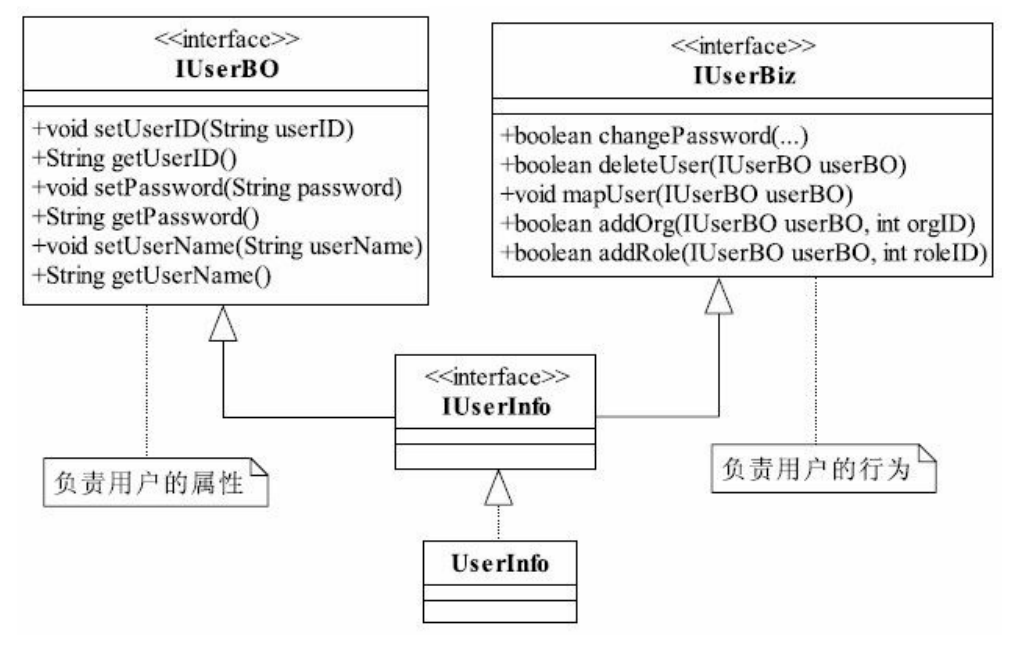 <<interface>>
IUserBO
+void setUserID(String userID)
+String getUserID()
+void setPassword(String password)
+String getPassword()
+void setUserName(String userName)
+String getUserName()
<<interface>>
IUserBiz
+boolean changePassword(...)
+boolean deleteUser(IUserBO userBO)
+void mapUser(IUserBO userBO)
+boolean addOrg(IUserBO userBO, int orgID)
+boolean addRole(IUserBO userBO, int roleID)
<<interface>>
IUserInfo
负责用户的属性
负责用户的行为
UserInfo